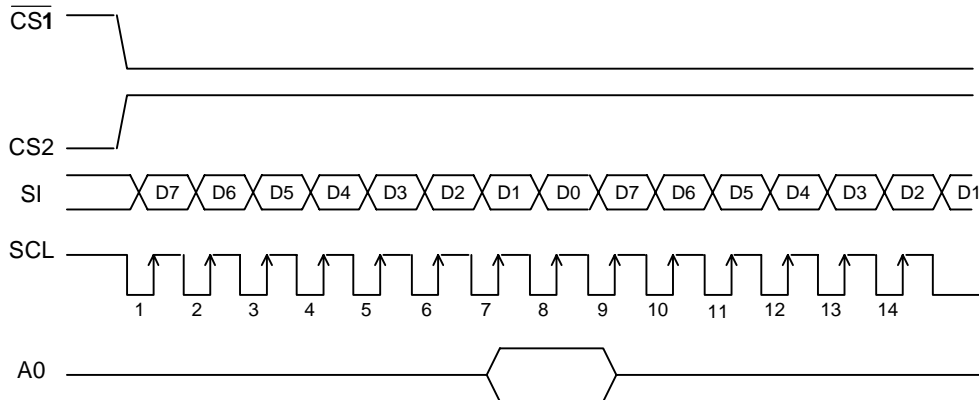 CS1
CS2
SI D7 D6 D5 D4 D3 D2 D1 D0 D7 D6 D5 D4 D3 D2 D1
SCL
1 2 3 4 5 6 7 8 9 10 11 12 13 14
A0